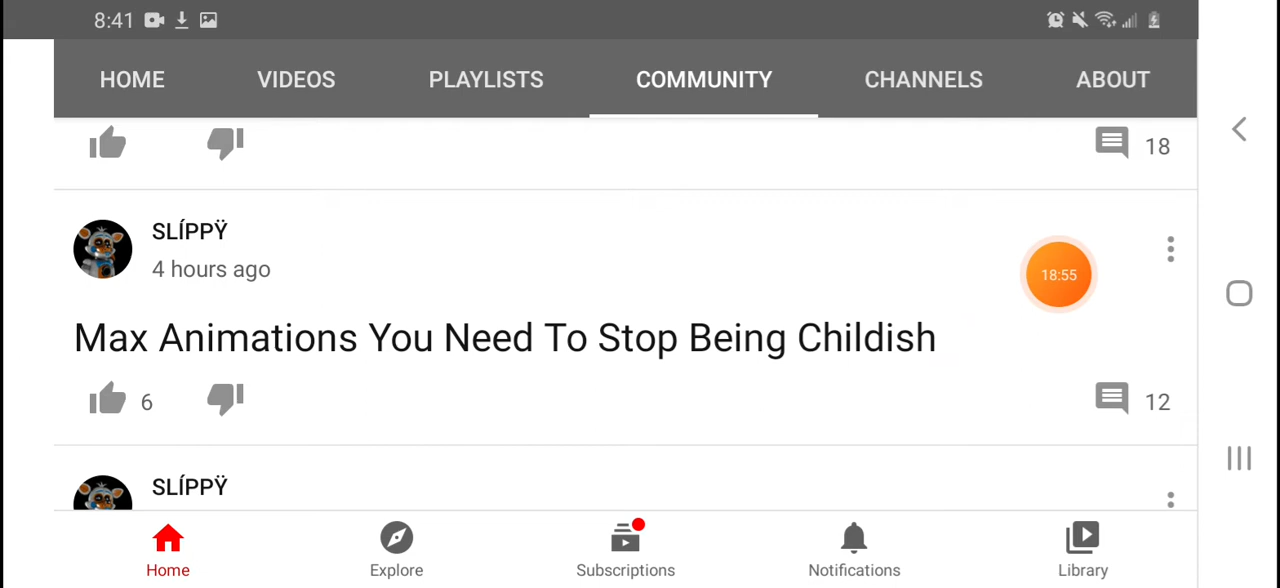 8:41
HOME VIDEOS PLAYLISTS COMMUNITY CHANNELS ABOUT
18
SLÍPPŸ
4 hours ago
18:55
Max Animations You Need To Stop Being Childish
6 12
SLÍPPŸ
Home Explore Subscriptions Notifications Library